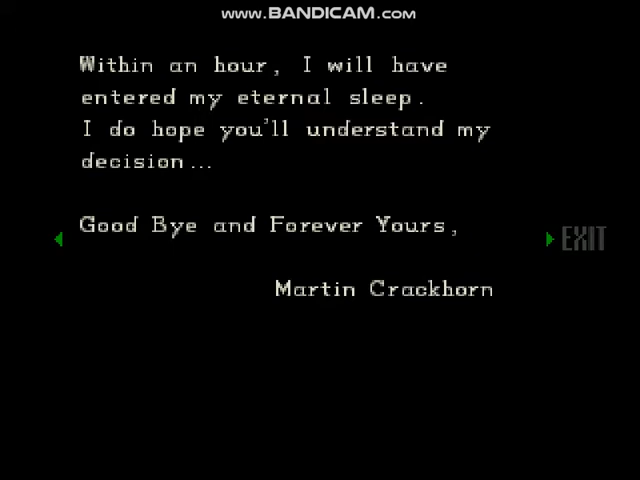 www.BANDICAM.com
Within an hour, I will have
entered my eternal sleep.
I do hope you'll understand my
decision...
Good Bye and Forever Yours,
EXIT
Martin Crackhorn